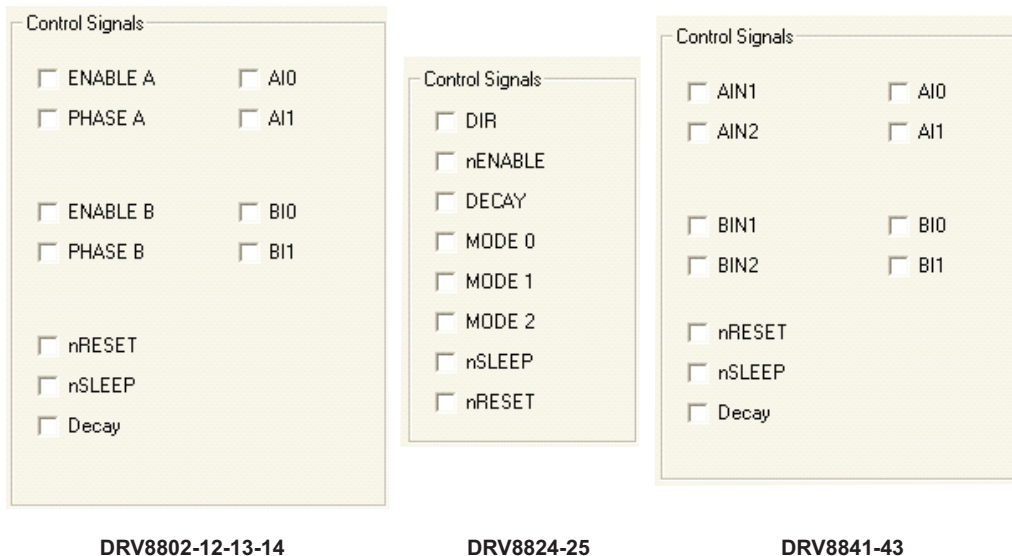 Control Signals
ENABLE A AI0
PHASE A AI1
ENABLE B BI0
PHASE B BI1
nRESET
nSLEEP
Decay
DRV8802-12-13-14
Control Signals
DIR
nENABLE
DECAY
MODE 0
MODE 1
MODE 2
nSLEEP
nRESET
DRV8824-25
Control Signals
AIN1 AI0
AIN2 AI1
BIN1 BI0
BIN2 BI1
nRESET
nSLEEP
Decay
DRV8841-43